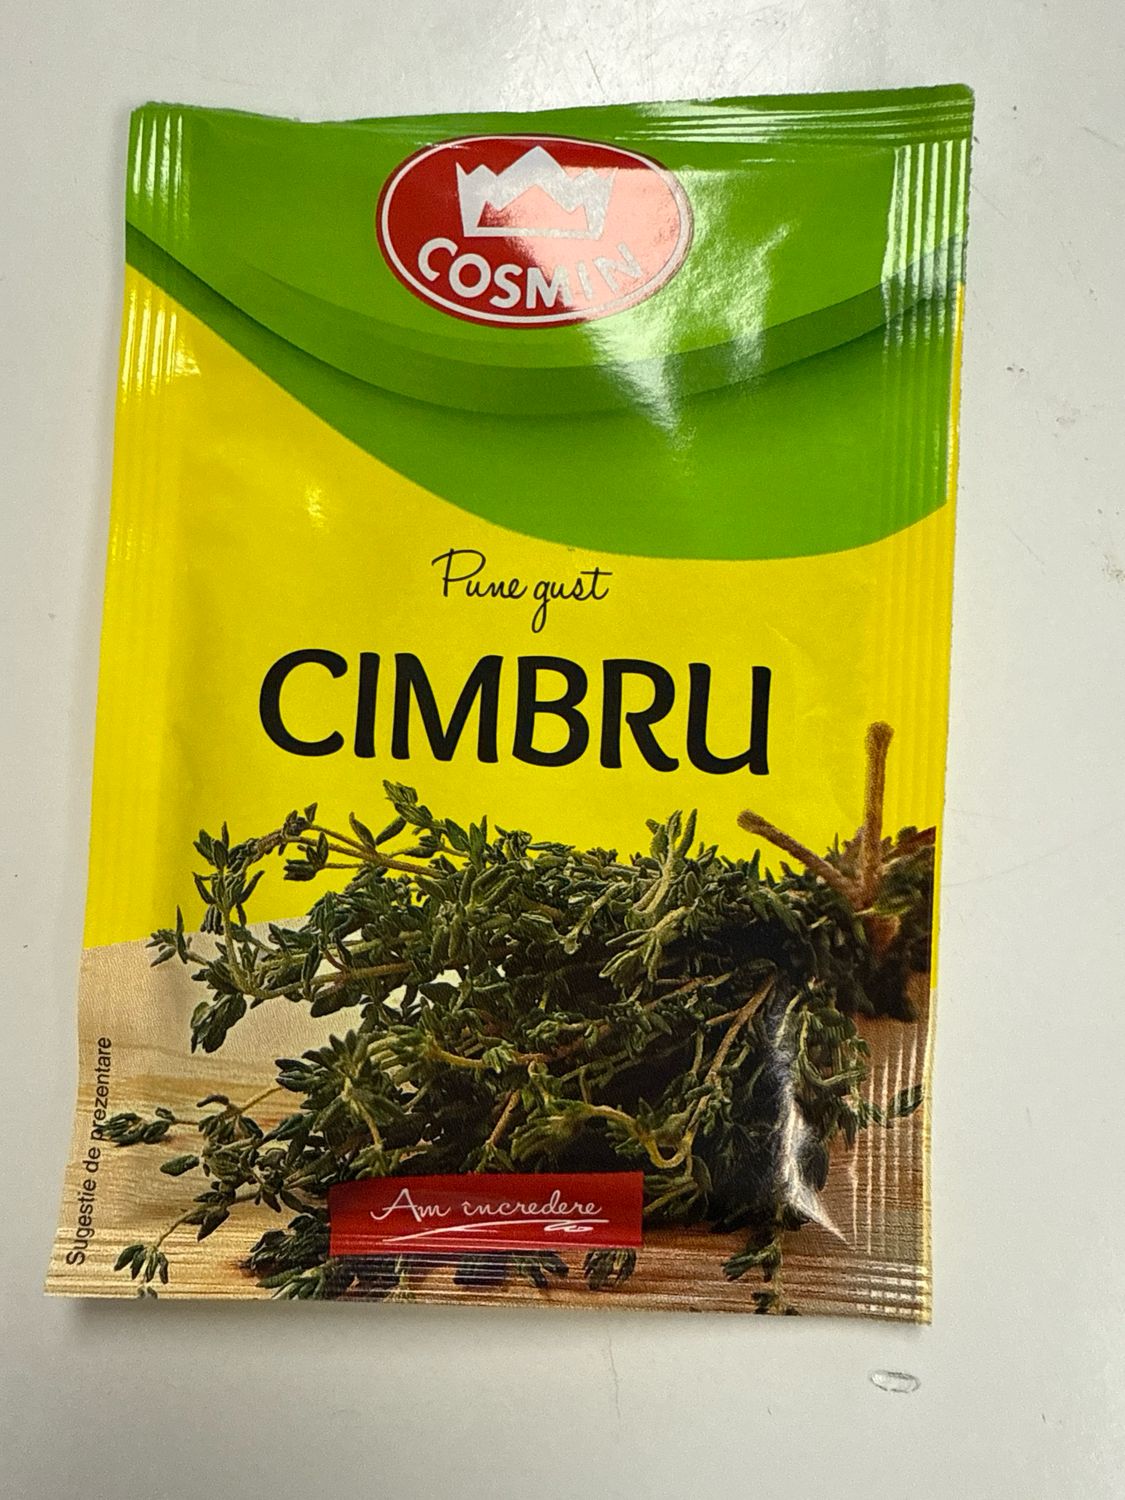 COSMIN
Pune gust
CIMBRU
Sugestie de prezentare
Am încredere